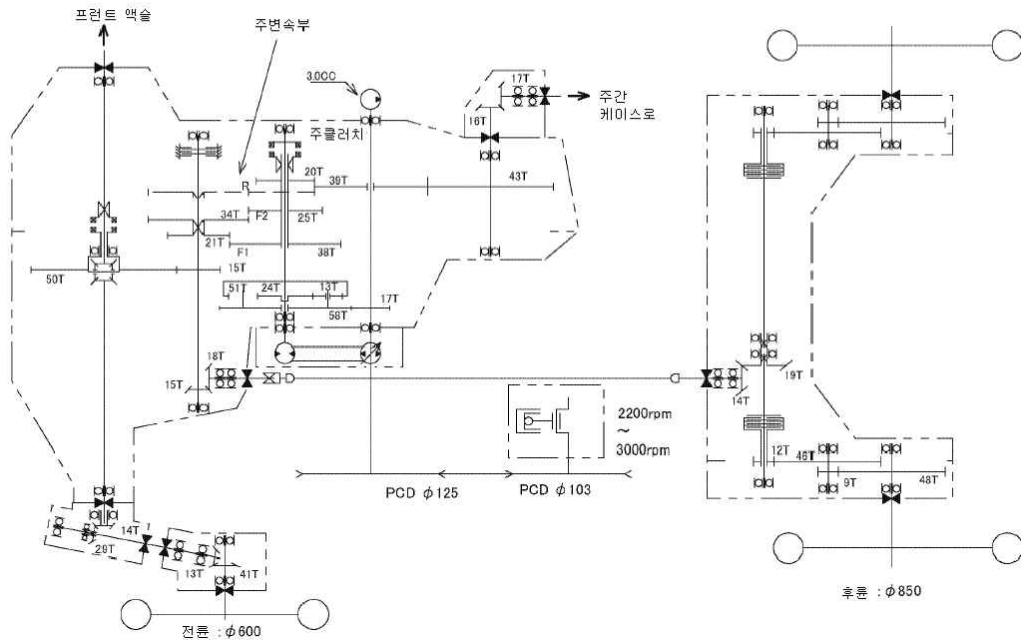 프런트 액슬
주변속부
3.0CC
17T
주간
케이스로
16T
주클러치
20T
R
39T
43T
34T
F2
25T
21T
F1
38T
50T
15T
51T
24T
13T
17T
58T
18T
15T
19T
14T
2200rpm
~
3000rpm
12T
46T
9T
48T
PCD φ125
PCD φ103
14T
29T
13T
41T
전륜 : φ600
후륜 : φ850